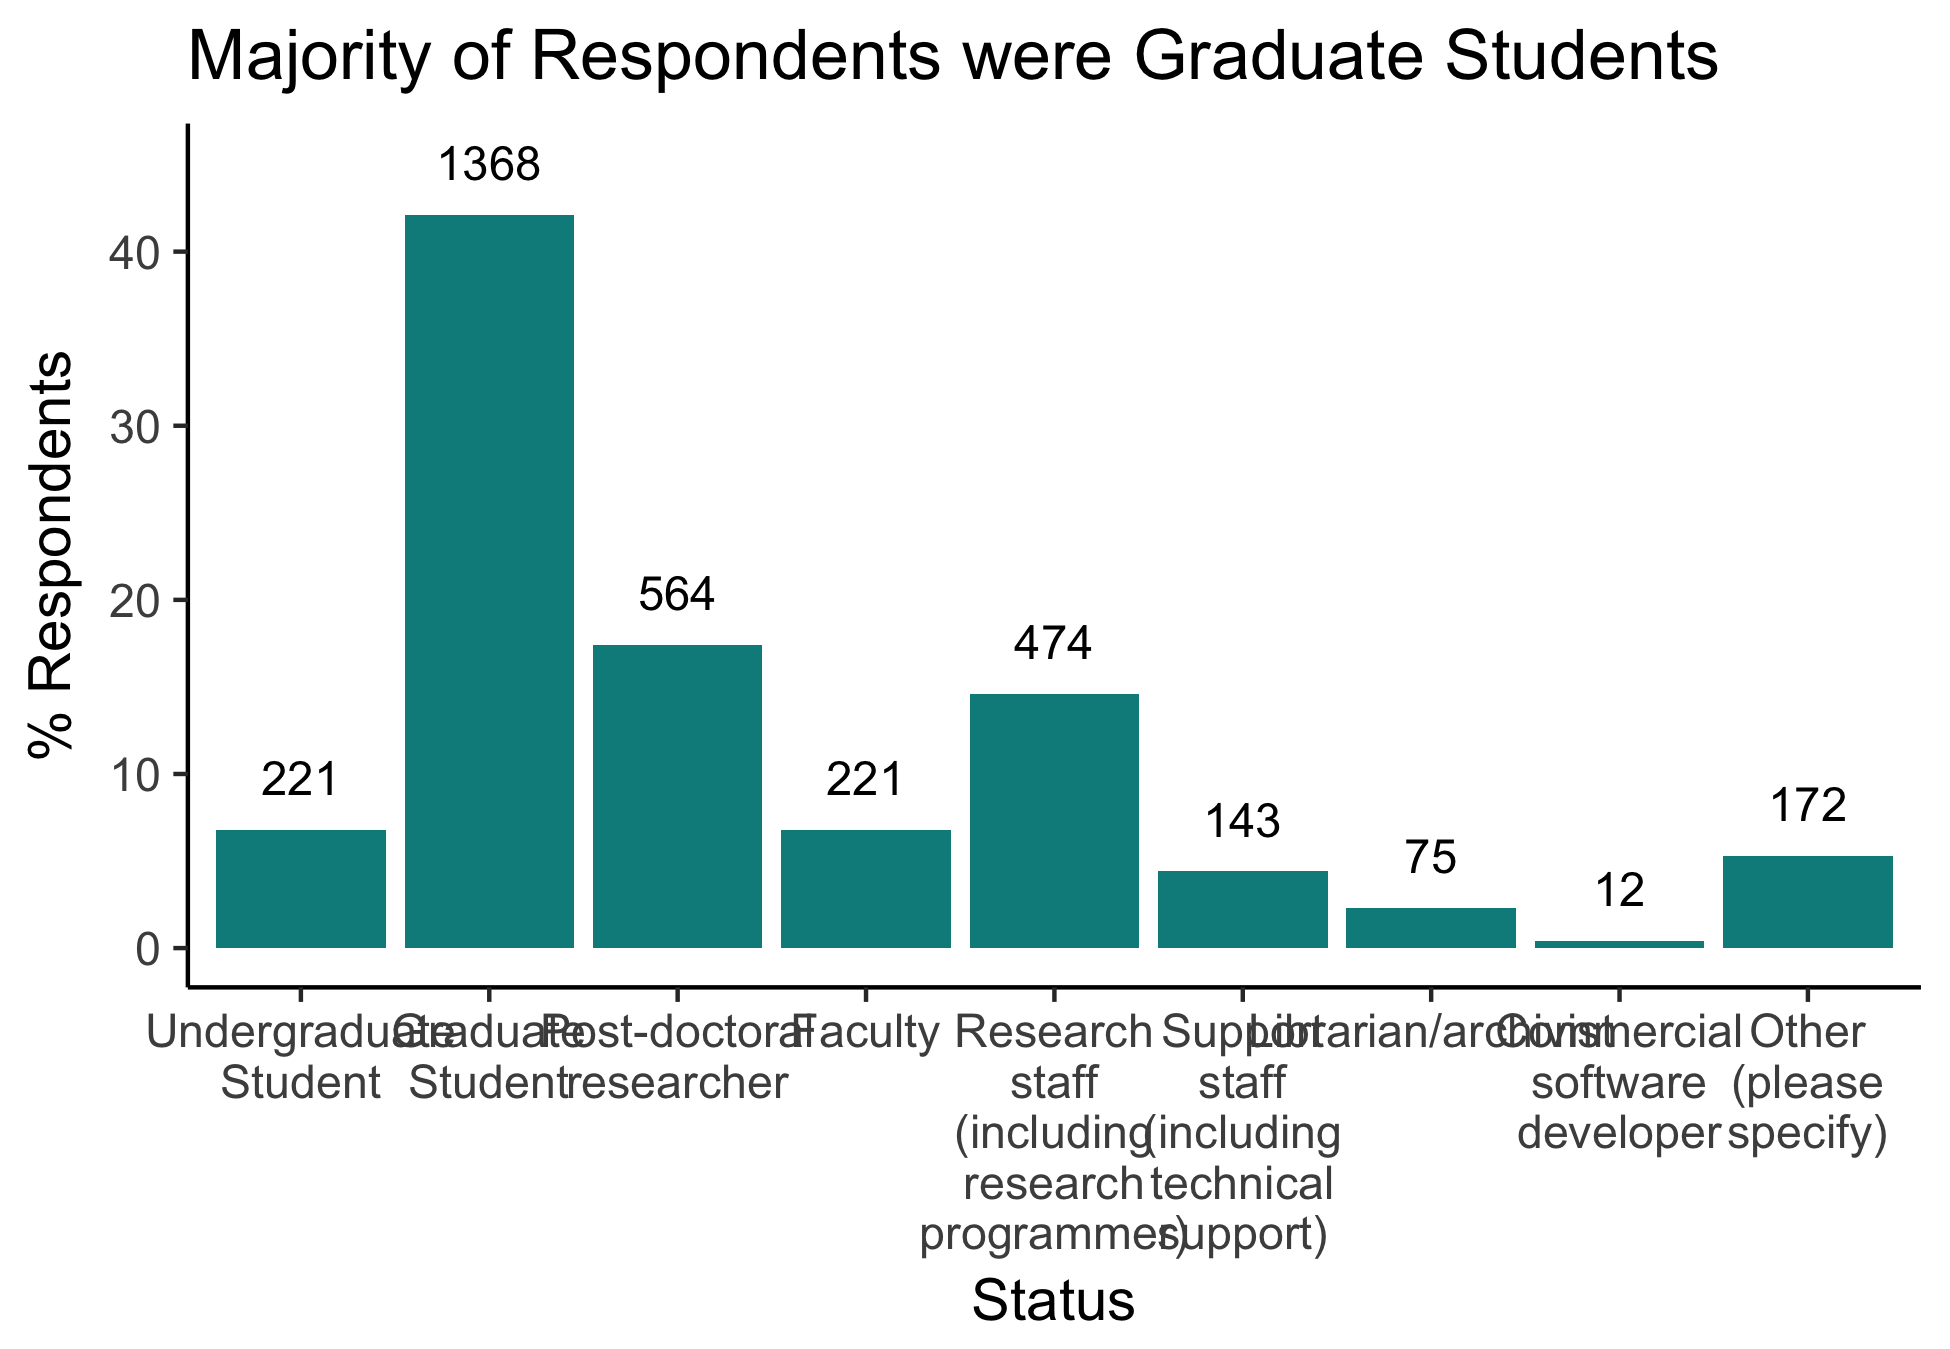 Majority of Respondents were Graduate Students
% Respondents
40
30
20
10
0
221
1368
564
221
474
143
75
12
172
Undergraduate
Student
Graduate
Student
Post-doctoral
researcher
Faculty
Research
staff
(including
research
programmes)
Support
staff
(including
technical
support)
Librarian/archivist
Commercial
software
developer
Other
(please
specify)
Status